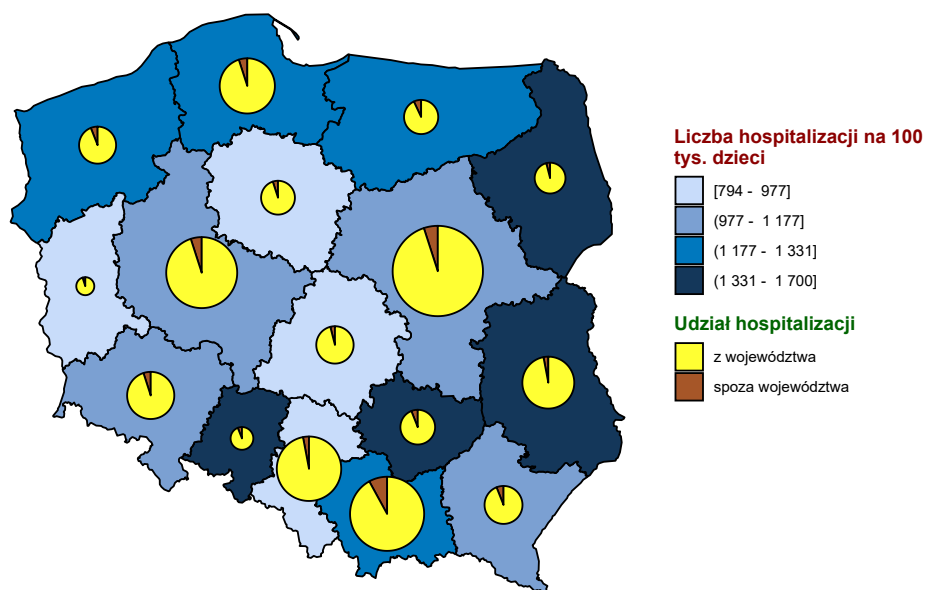 Liczba hospitalizacji na 100
tys. dzieci
[794 - 977]
(977 - 1 177]
(1 177 - 1 331]
(1 331 - 1 700]
Udział hospitalizacji
z województwa
spoza województwa